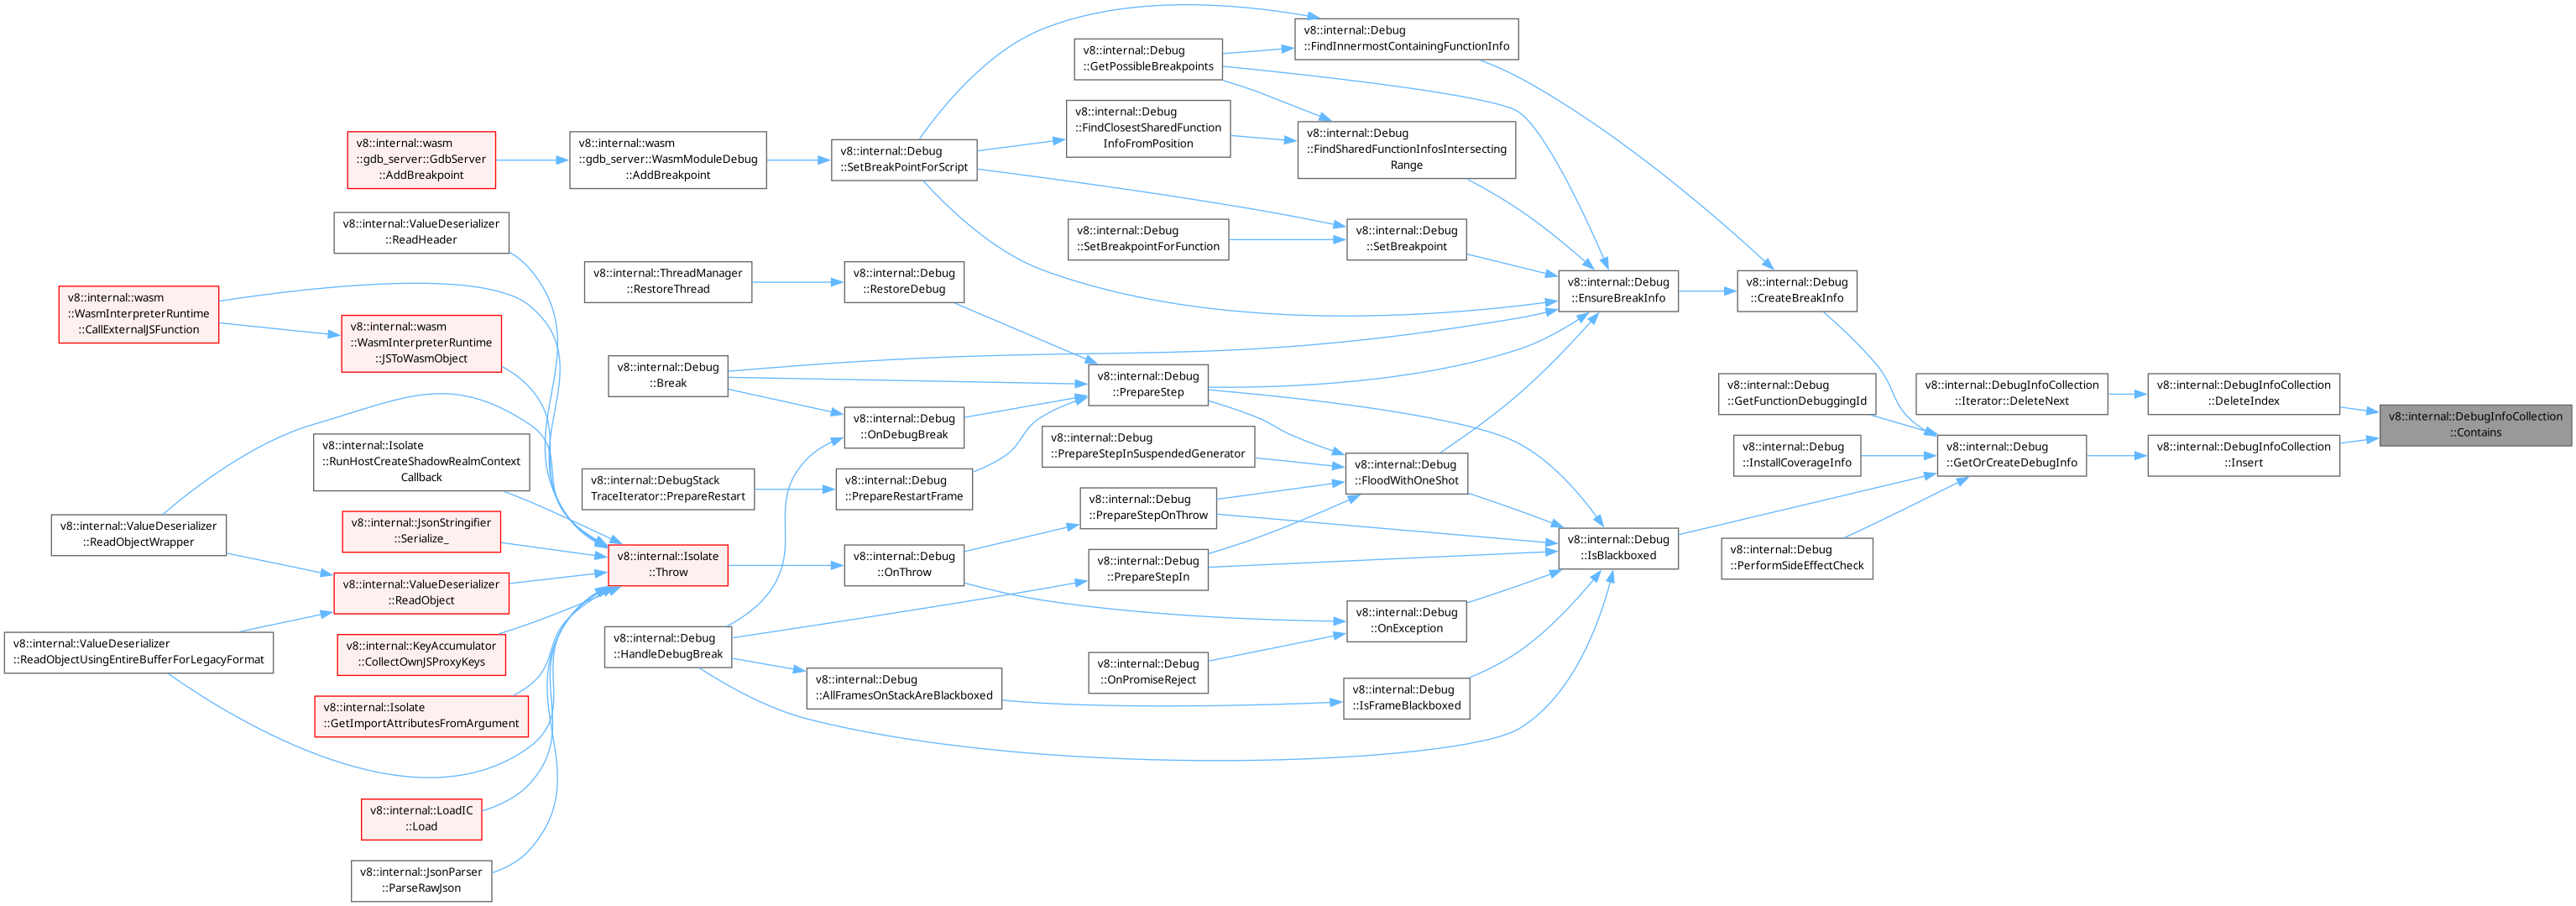 v8::internal::Debug
::FindInnermostContainingFunctionInfo
v8::internal::Debug
::GetPossibleBreakpoints
v8::internal::Debug
::FindClosestSharedFunction
InfoFromPosition
v8::internal::Debug
::FindSharedFunctionInfosIntersecting
Range
v8::internal::wasm
::gdb_server::GdbServer
::AddBreakpoint
v8::internal::wasm
::gdb_server::WasmModuleDebug
::AddBreakpoint
v8::internal::Debug
::SetBreakPointForScript
v8::internal::ValueDeserializer
::ReadHeader
v8::internal::Debug
::SetBreakpointForFunction
v8::internal::Debug
::SetBreakpoint
v8::internal::ThreadManager
::RestoreThread
v8::internal::Debug
::RestoreDebug
v8::internal::Debug
::EnsureBreakInfo
v8::internal::Debug
::CreateBreakInfo
v8::internal::wasm
::WasmInterpreterRuntime
::CallExternalJSFunction
v8::internal::wasm
::WasmInterpreterRuntime
::JSToWasmObject
v8::internal::Debug
::Break
v8::internal::Debug
::PrepareStep
v8::internal::Debug
::GetFunctionDebuggingId
v8::internal::DebugInfoCollection
::Iterator::DeleteNext
v8::internal::DebugInfoCollection
::DeleteIndex
v8::internal::DebugInfoCollection
::Contains
v8::internal::Debug
::OnDebugBreak
v8::internal::Isolate
::RunHostCreateShadowRealmContext
Callback
v8::internal::Debug
::PrepareStepInSuspendedGenerator
v8::internal::Debug
::InstallCoverageInfo
v8::internal::Debug
::GetOrCreateDebugInfo
v8::internal::DebugInfoCollection
::Insert
v8::internal::DebugStack
TraceIterator::PrepareRestart
v8::internal::Debug
::PrepareRestartFrame
v8::internal::Debug
::FloodWithOneShot
v8::internal::Debug
::PrepareStepOnThrow
v8::internal::ValueDeserializer
::ReadObjectWrapper
v8::internal::JsonStringifier
::Serialize_
v8::internal::Isolate
::Throw
v8::internal::Debug
::OnThrow
v8::internal::Debug
::PrepareStepIn
v8::internal::Debug
::IsBlackboxed
v8::internal::Debug
::PerformSideEffectCheck
v8::internal::ValueDeserializer
::ReadObject
v8::internal::Debug
::OnException
v8::internal::ValueDeserializer
::ReadObjectUsingEntireBufferForLegacyFormat
v8::internal::KeyAccumulator
::CollectOwnJSProxyKeys
v8::internal::Debug
::HandleDebugBreak
v8::internal::Debug
::OnPromiseReject
v8::internal::Debug
::AllFramesOnStackAreBlackboxed
v8::internal::Debug
::IsFrameBlackboxed
v8::internal::Isolate
::GetImportAttributesFromArgument
v8::internal::LoadIC
::Load
v8::internal::JsonParser
::ParseRawJson